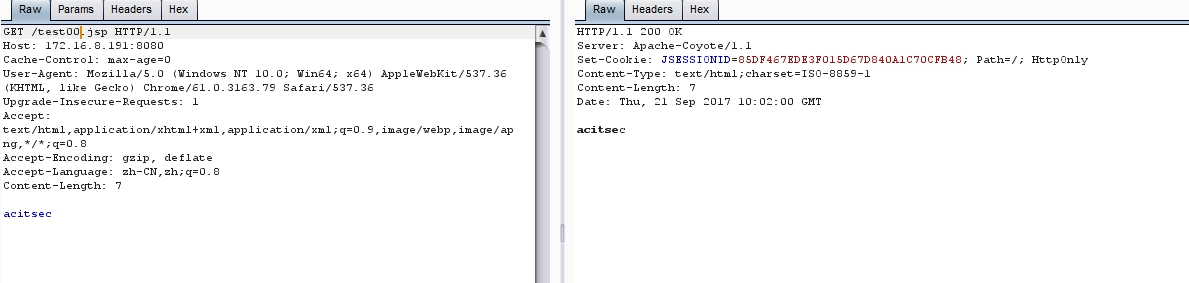 Raw Params Headers Hex
GET /test00.jsp HTTP/1.1
Host: 172.16.8.191:8080
Cache-Control: max-age=0
User-Agent: Mozilla/5.0 (Windows NT 10.0; Win64; x64) AppleWebKit/537.36
(KHTML, like Gecko) Chrome/61.0.3163.79 Safari/537.36
Upgrade-Insecure-Requests: 1
Accept:
text/html,application/xhtml+xml,application/xml;q=0.9,image/webp,image/ap
ng,*/*;q=0.8
Accept-Encoding: gzip, deflate
Accept-Language: zh-CN,zh;q=0.8
Content-Length: 7
acitsec
Raw Headers Hex
HTTP/1.1 200 OK
Server: Apache-Coyote/1.1
Set-Cookie: JSESSIONID=85DF467EDE3F015D67D840A1C70CFB48; Path=/; HttpOnly
Content-Type: text/html;charset=ISO-8859-1
Content-Length: 7
Date: Thu, 21 Sep 2017 10:02:00 GMT
acitsec